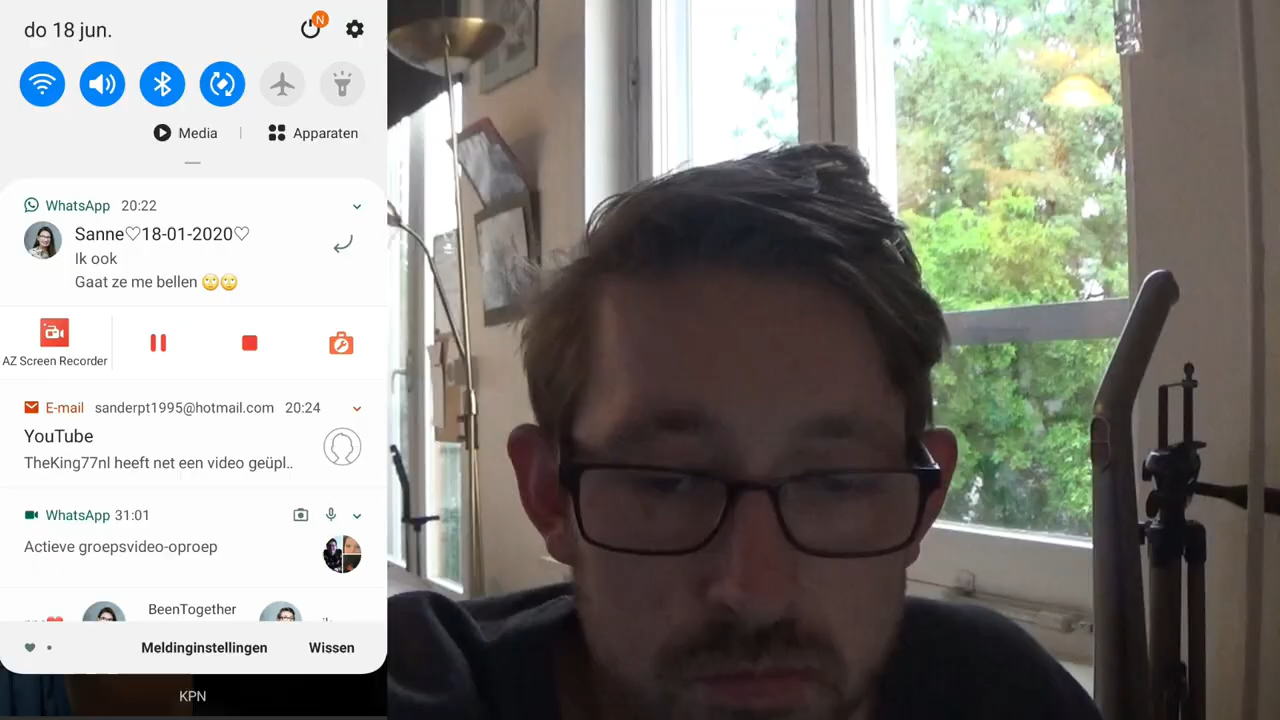 do 18 jun.
N
Media | Apparaten
WhatsApp 20:22
Sanne♡18-01-2020♡
Ik ook
Gaat ze me bellen 🙄🙄
AZ Screen Recorder
E-mail sanderpt1995@hotmail.com 20:24
YouTube
TheKing77nl heeft net een video geüpl..
WhatsApp 31:01
Actieve groepsvideo-oproep
BeenTogether
Meldinginstellingen Wissen
KPN